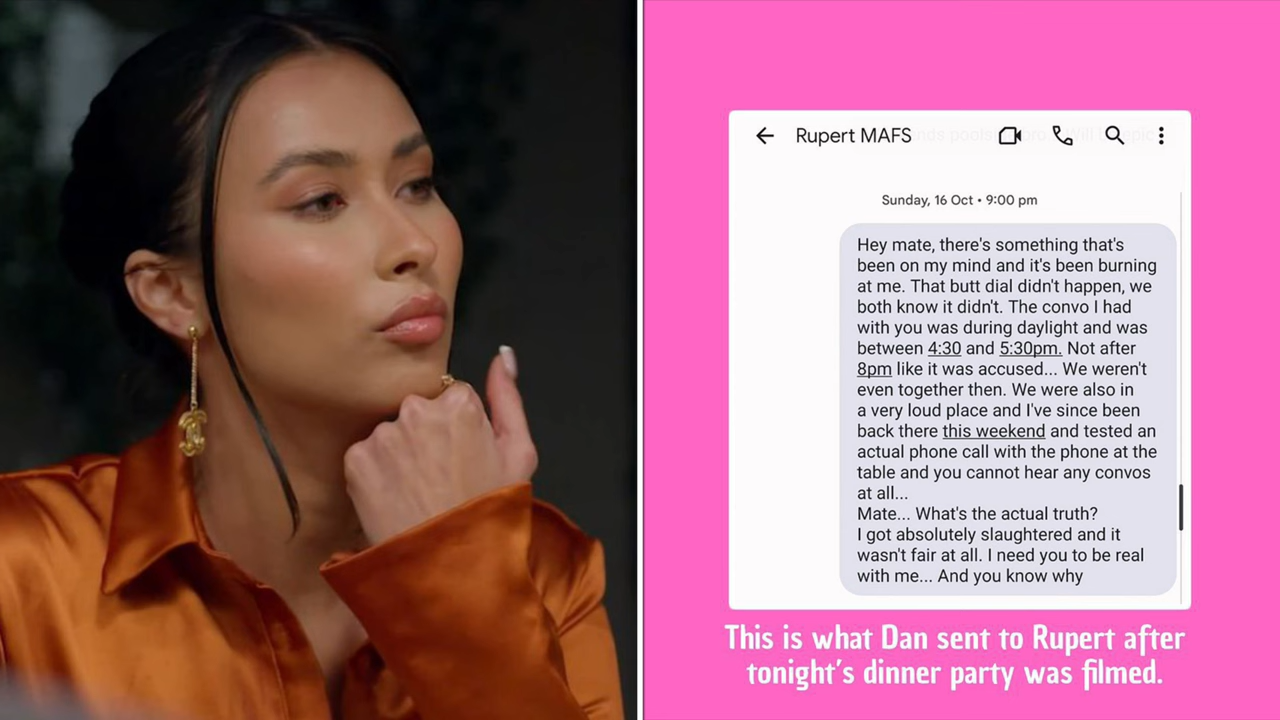 Rupert MAFS
Sunday, 16 Oct • 9:00 pm
Hey mate, there's something that's
been on my mind and it's been burning
at me. That butt dial didn't happen, we
both know it didn't. The convo I had
with you was during daylight and was
between 4:30 and 5:30pm. Not after
8pm like it was accused... We weren't
even together then. We were also in
a very loud place and I've since been
back there this weekend and tested an
actual phone call with the phone at the
table and you cannot hear any convos
at all...
Mate... What's the actual truth?
I got absolutely slaughtered and it
wasn't fair at all. I need you to be real
with me... And you know why
This is what Dan sent to Rupert after
tonight's dinner party was filmed.